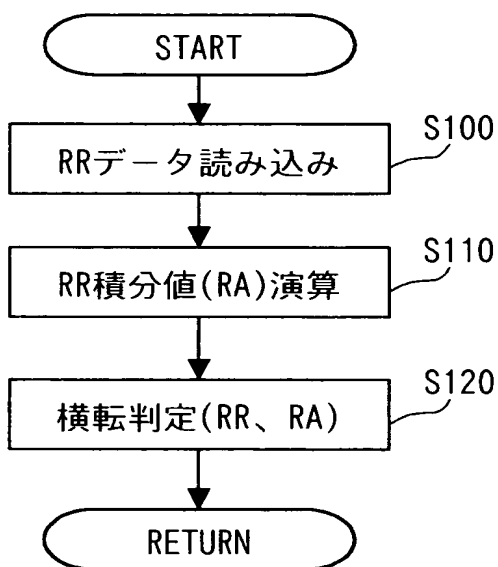 START
S100
RRデータ読み込み
S110
RR積分値(RA)演算
S120
横転判定(RR、RA)
RETURN